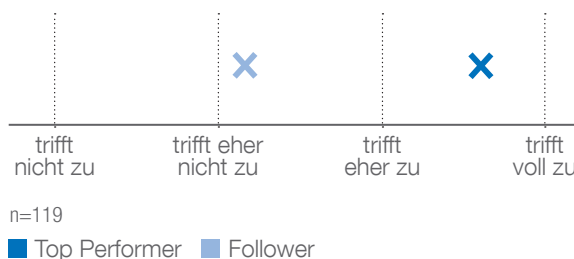 trifft trifft eher trifft trifft
nicht zu nicht zu eher zu voll zu
n=119
Top Performer Follower